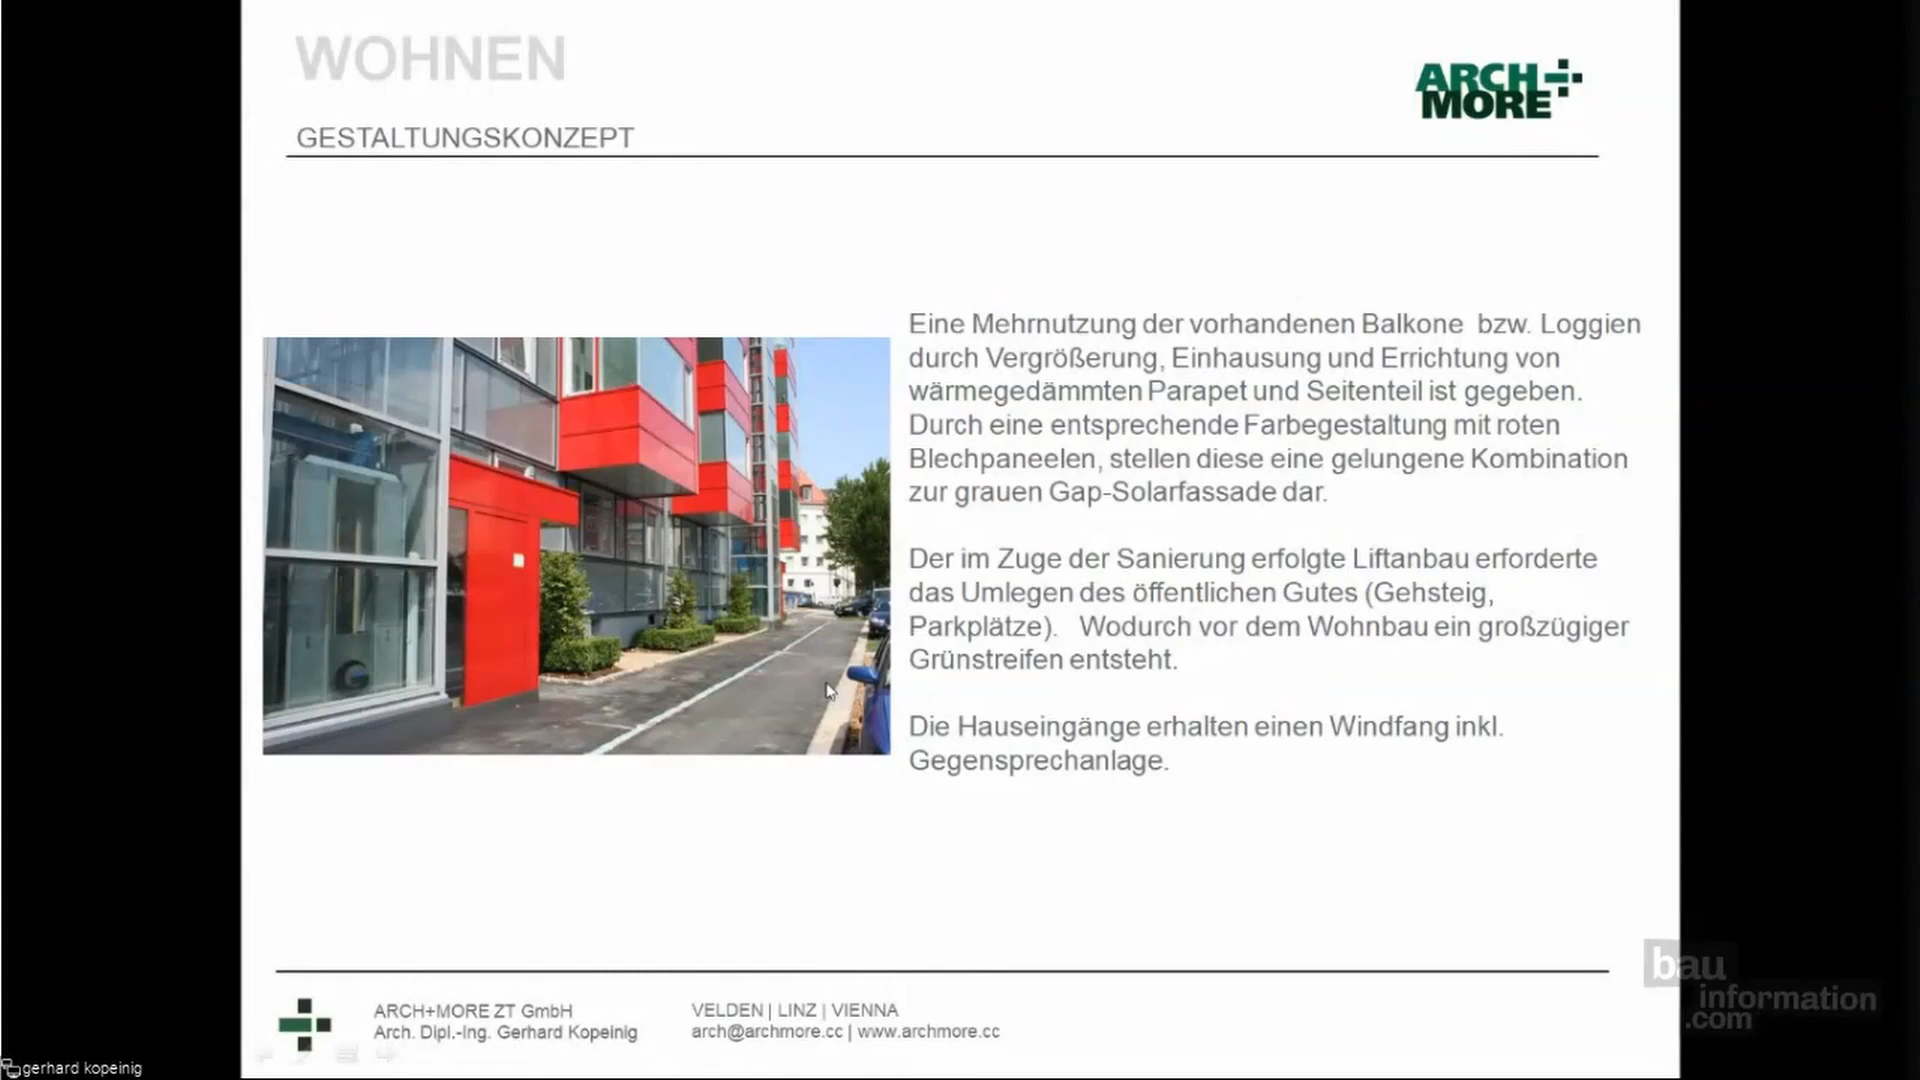 WOHNEN
ARCH
MORE
GESTALTUNGSKONZEPT
Eine Mehrnutzung der vorhandenen Balkone bzw. Loggien
durch Vergrößerung, Einhausung und Errichtung von
wärmegedämmten Parapet und Seitenteil ist gegeben.
Durch eine entsprechende Farbegestaltung mit roten
Blechpaneelen, stellen diese eine gelungene Kombination
zur grauen Gap-Solarfassade dar.
Der im Zuge der Sanierung erfolgte Liftanbau erforderte
das Umlegen des öffentlichen Gutes (Gehsteig,
Parkplätze). Wodurch vor dem Wohnbau ein großzügiger
Grünstreifen entsteht.
Die Hauseingänge erhalten einen Windfang inkl.
Gegensprechanlage.
ARCH+MORE ZT GmbH
Arch. Dipl.-Ing. Gerhard Kopeinig
VELDEN | LINZ | VIENNA
arch@archmore.cc | www.archmore.cc
bau
information
.com
gerhard kopeinig